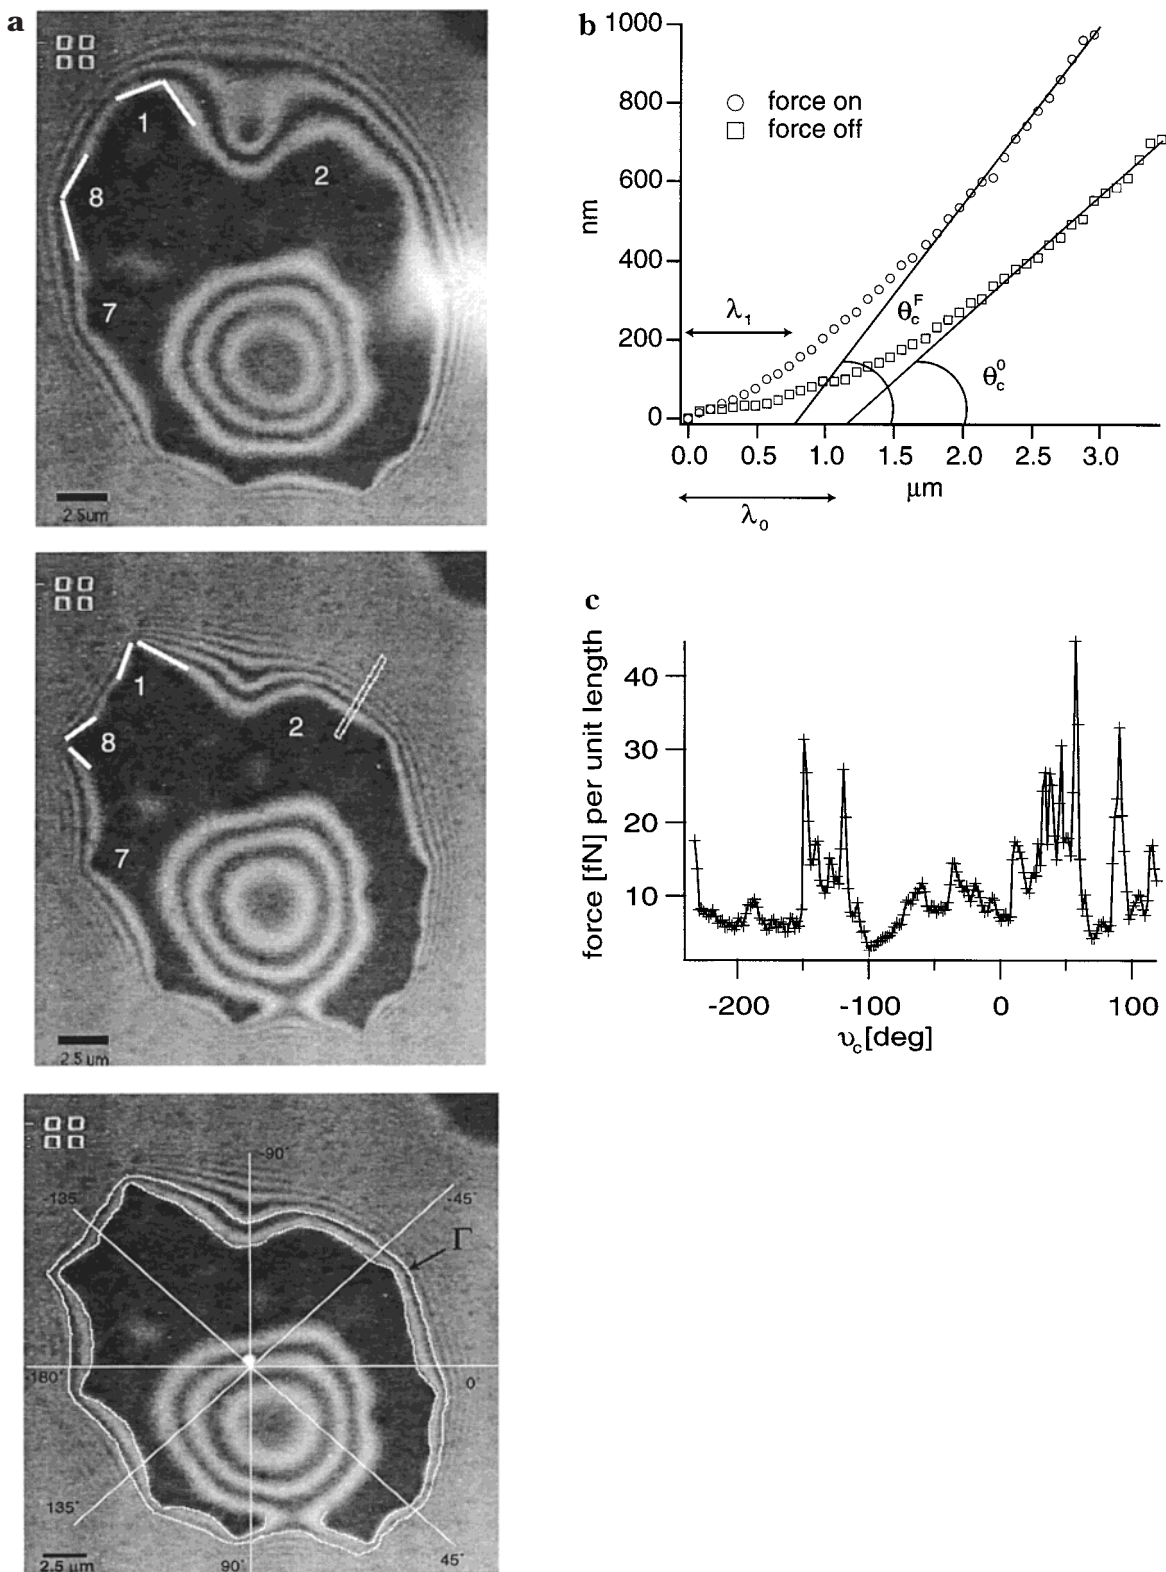 a
1
8
2
7
2.5um
1
8
2
7
2.5 um
-90°
-135
-45°
Γ
-180°
0°
135°
90°
45°
2.5 µm
b
1000
800
600
400
200
0
nm
force on
force off
λ₁
θcF
θc0
0.0 0.5 1.0 1.5 2.0 2.5 3.0
µm
λ₀
c
force [fN] per unit length
40
30
20
10
-200 -100 0 100
υc[deg]